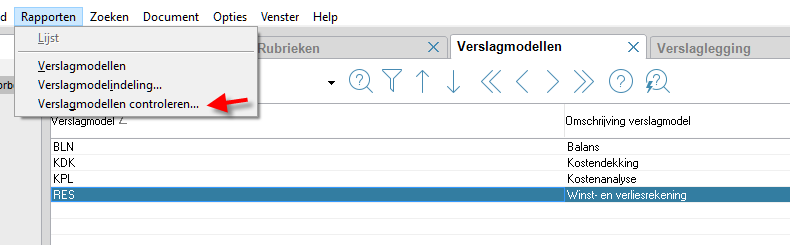 d Rapporten Zoeken Document Opties Venster Help
Lijst
Rubrieken Verslagmodellen Verslaglegging
Verslagmodellen
Verslagmodelindeling...
orb
Verslagmodellen controleren...
Verslagmodel Omschrijving verslagmodel
BLN Balans
KDK Kostendekking
KPL Kostenanalyse
RES Winst- en verliesrekening